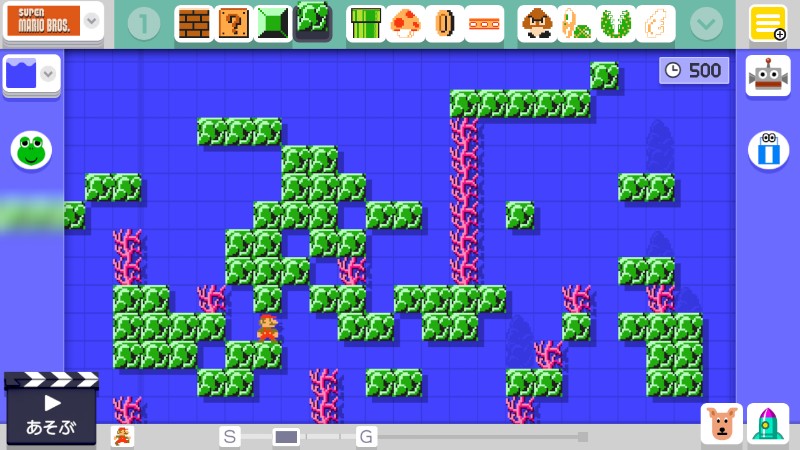 SUPER
MARIO BROS.
1
?
500
あそぶ
S
G